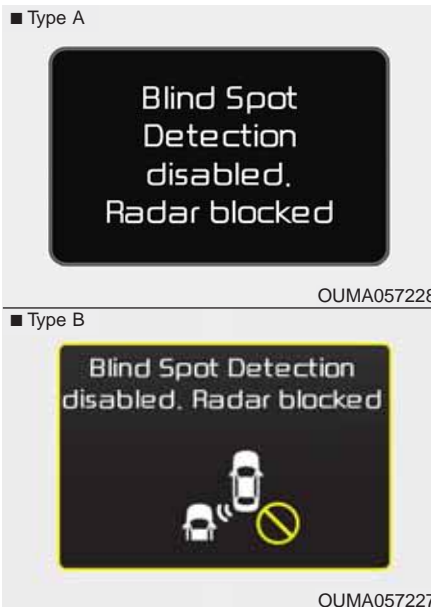 ■ Type A
Blind Spot
Detection
disabled.
Radar blocked
OUMA057228
■ Type B
Blind Spot Detection
disabled. Radar blocked
OUMA057227